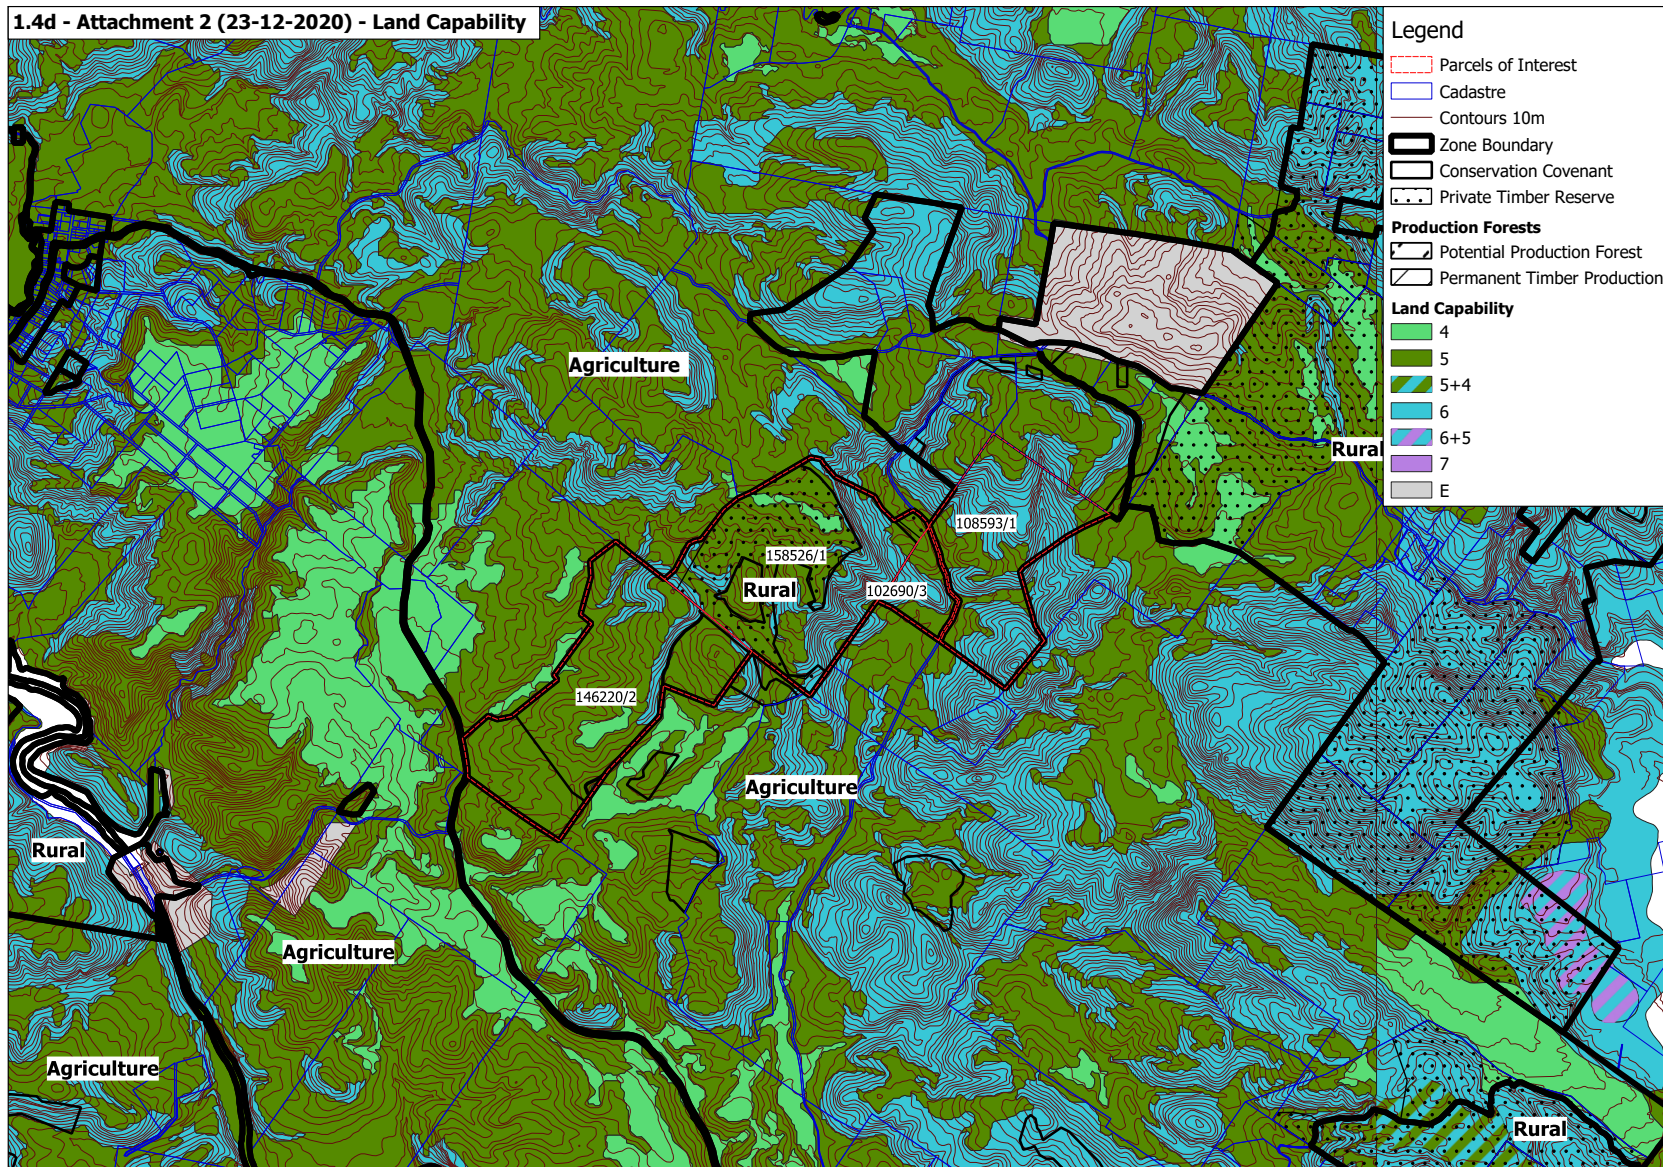 1.4d - Attachment 2 (23-12-2020) - Land Capability
Legend
Parcels of Interest
Cadastre
Contours 10m
Zone Boundary
Conservation Covenant
Private Timber Reserve
Production Forests
Potential Production Forest
Permanent Timber Production
Land Capability
4
5
5+4
6
6+5
7
E
Agriculture
Rural
108593/1
158526/1
Rural
102690/3
146220/2
Agriculture
Rural
Agriculture
Agriculture
Rural